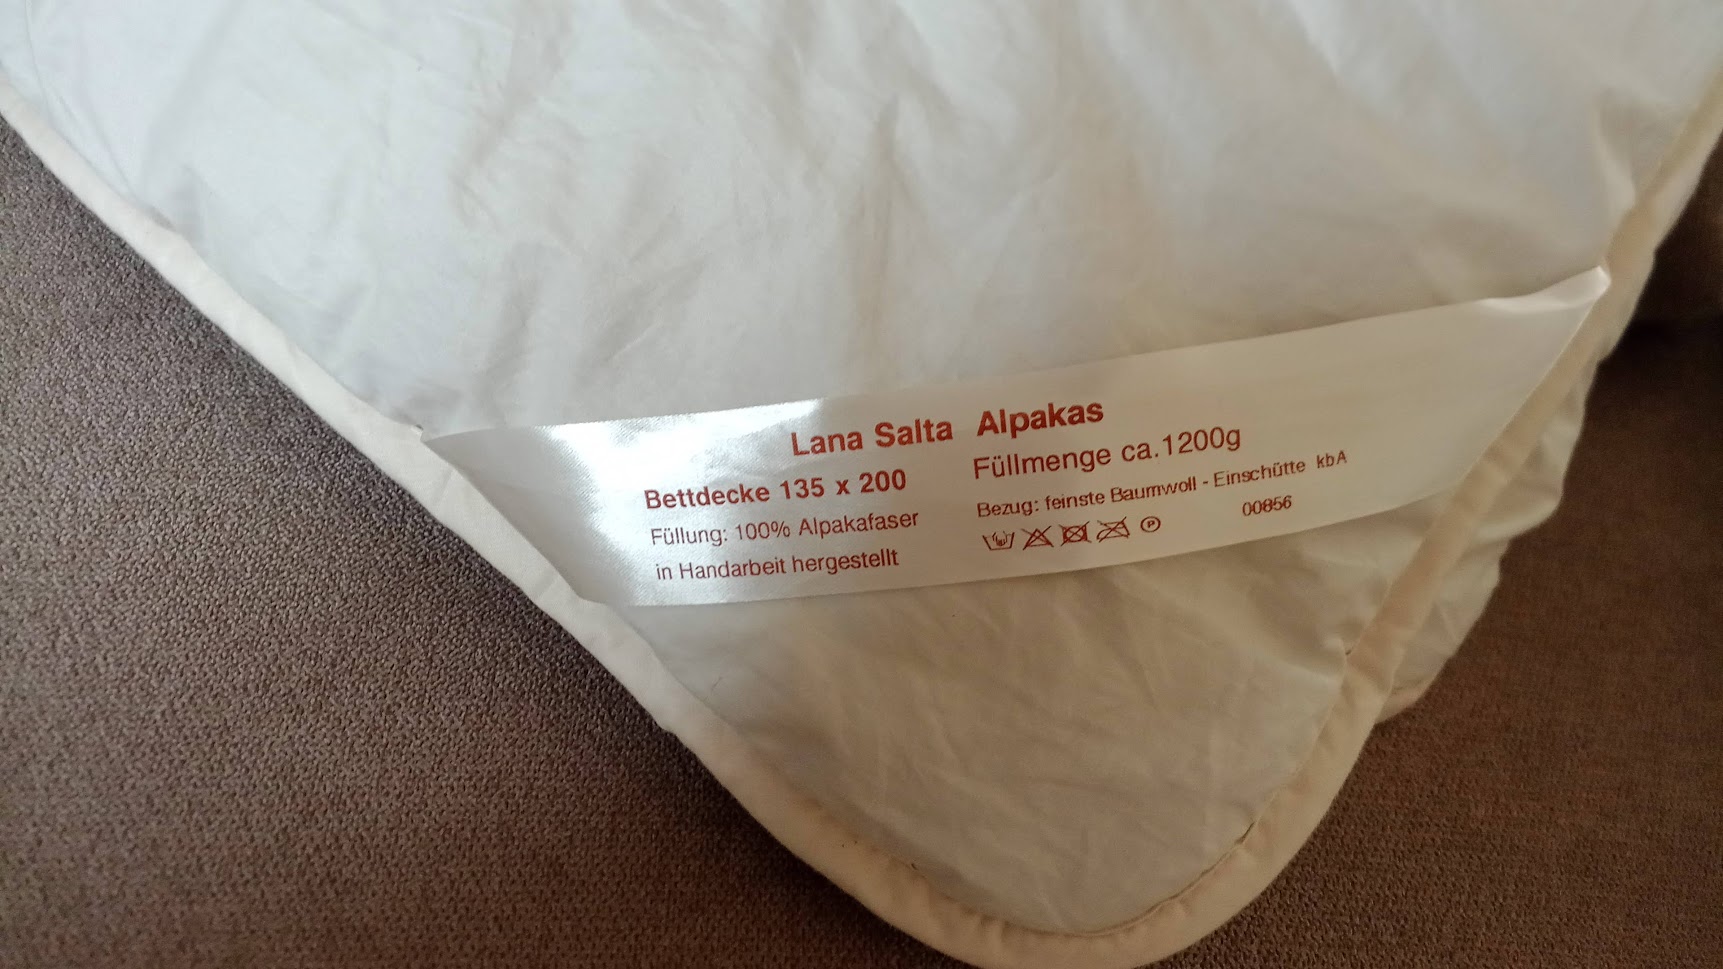 Lana Salta Alpakas
Bettdecke 135 x 200
Füllung: 100% Alpakafaser
in Handarbeit hergestellt
Füllmenge ca.1200g
Bezug: feinste Baumwoll - Einschütte kbA
00856
P